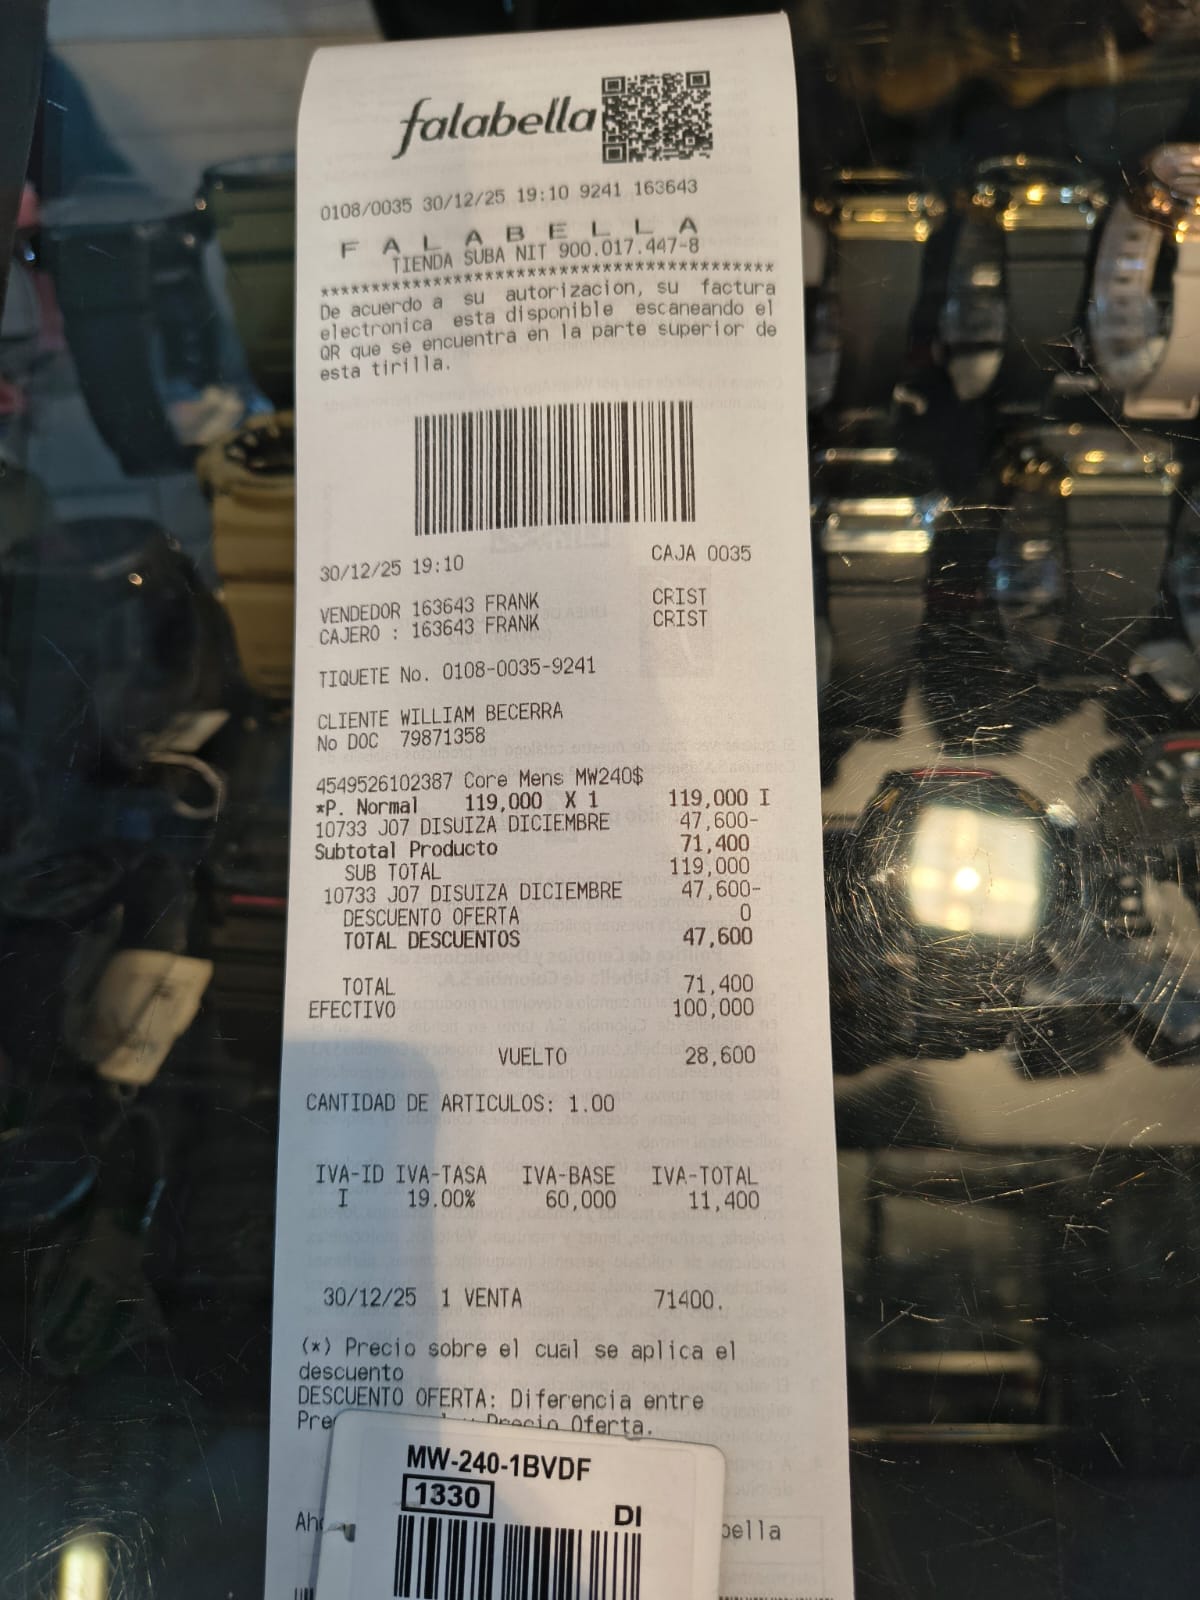 falabella
0108/0035 30/12/25 19:10 9241 163643
F A L A B E L L A
TIENDA SUBA NIT 900.017.447-8
********************************************
De acuerdo a su autorizacion, su factura
electronica esta disponible escaneando el
QR que se encuentra en la parte superior de
esta tirilla.
30/12/25 19:10 CAJA 0035
VENDEDOR 163643 FRANK CRIST
CAJERO : 163643 FRANK CRIST
TIQUETE No. 0108-0035-9241
CLIENTE WILLIAM BECERRA
No DOC 79871358
4549526102387 Core Mens MW240$
*P. Normal 119,000 X 1 119,000 I
10733 J07 DISUIZA DICIEMBRE 47,600-
Subtotal Producto 71,400
SUB TOTAL 119,000
10733 J07 DISUIZA DICIEMBRE 47,600-
DESCUENTO OFERTA 0
TOTAL DESCUENTOS 47,600
TOTAL 71,400
EFECTIVO 100,000
VUELTO 28,600
CANTIDAD DE ARTICULOS: 1.00
IVA-ID IVA-TASA IVA-BASE IVA-TOTAL
I 19.00% 60,000 11,400
30/12/25 1 VENTA 71400.
(*) Precio sobre el cual se aplica el
descuento
DESCUENTO OFERTA: Diferencia entre
Precio Oferta.
MW-240-1BVDF
1330
DI